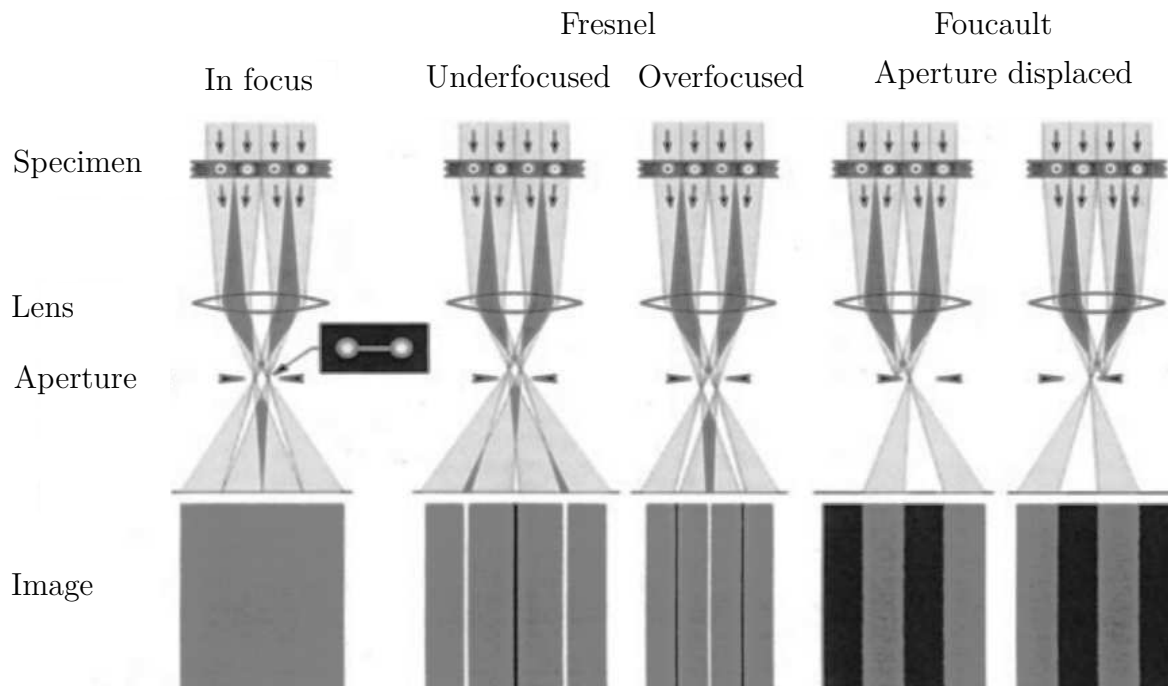 Fresnel
Foucault
In focus
Underfocused
Overfocused
Aperture displaced
Specimen
Lens
Aperture
Image